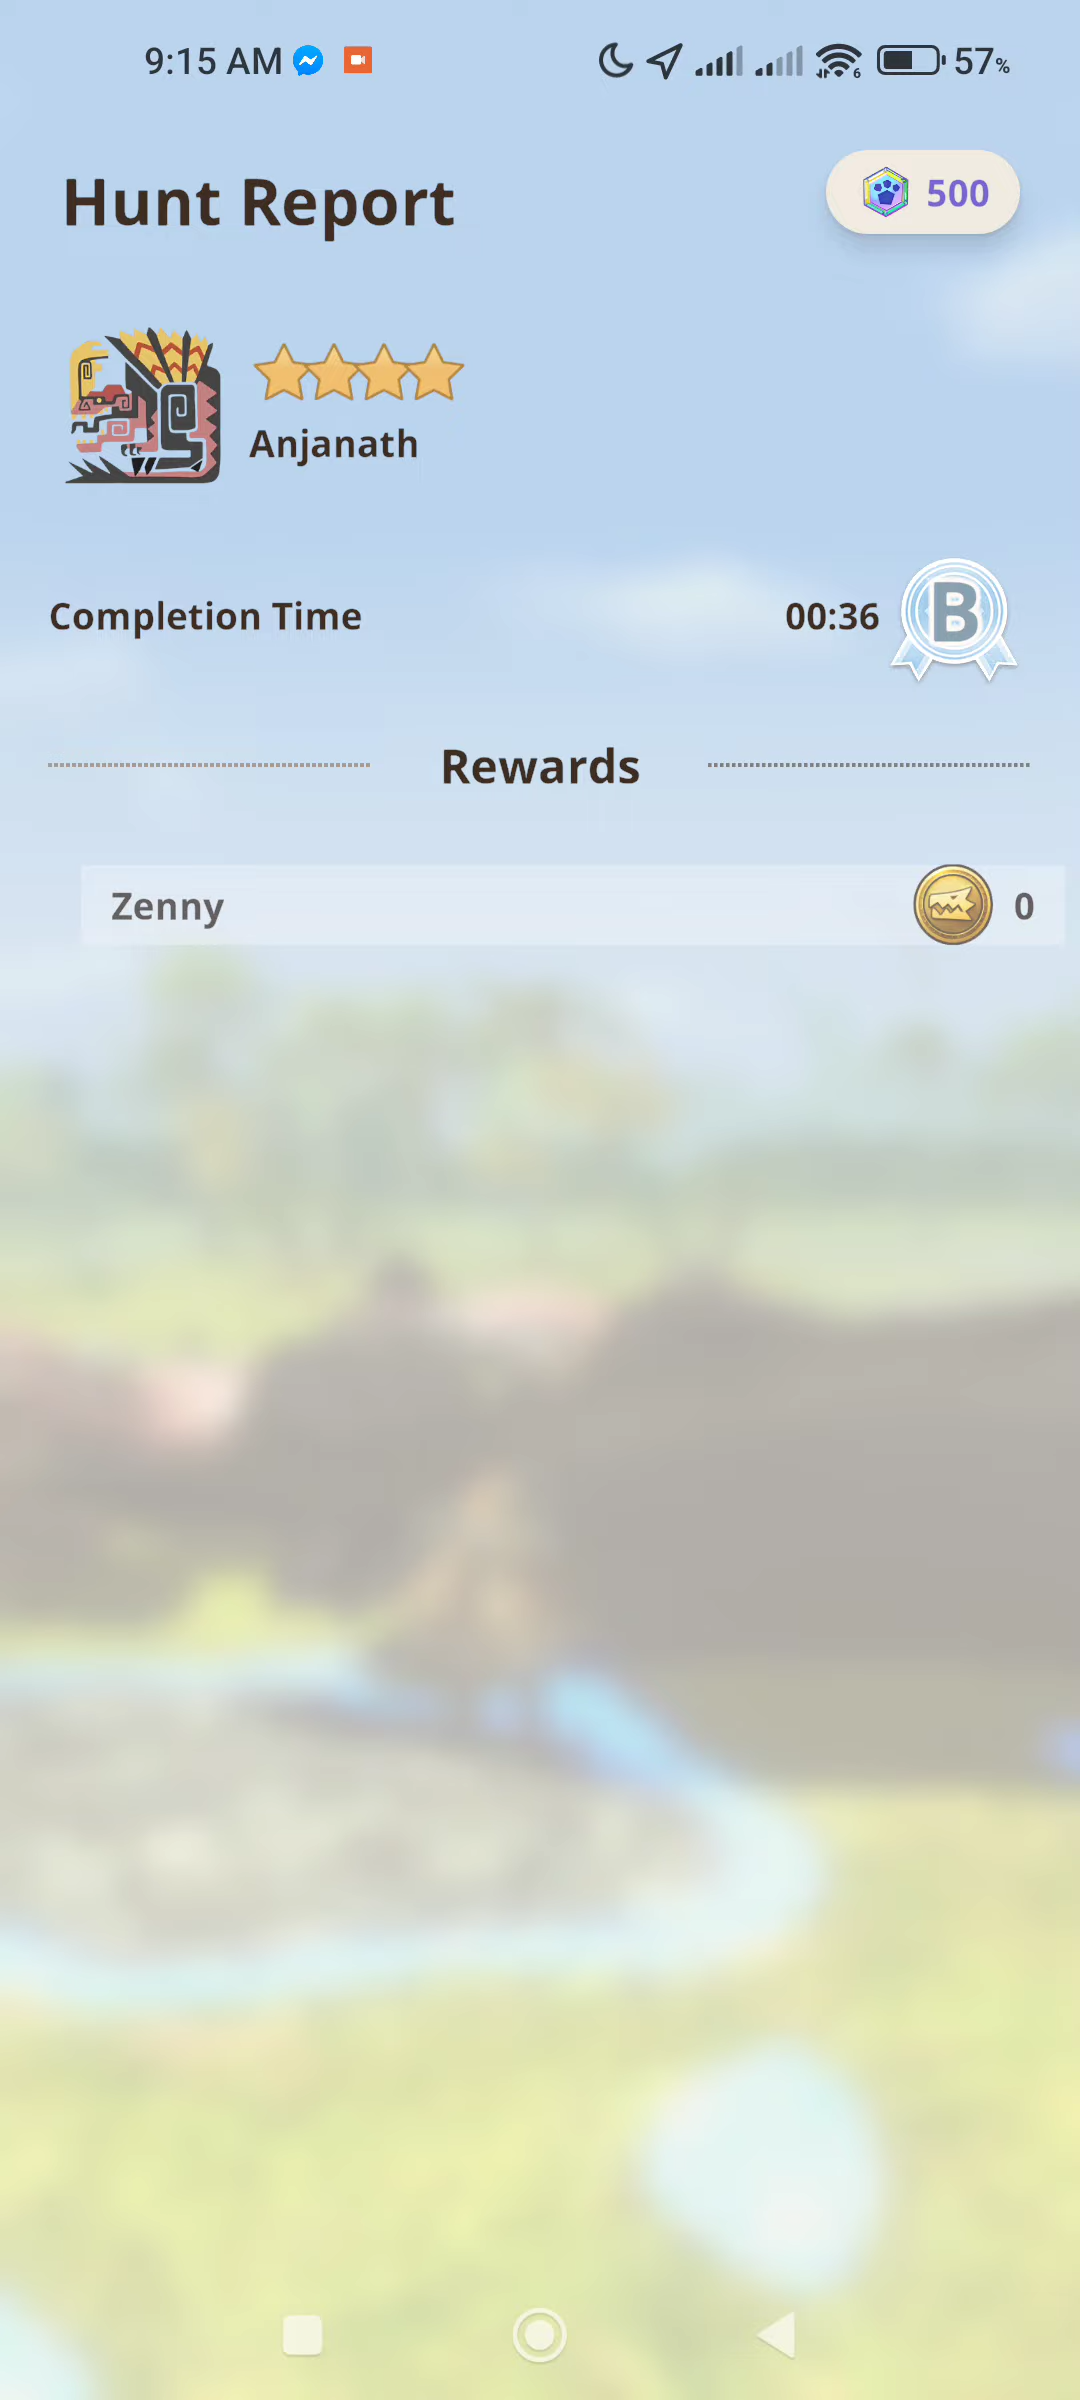 9:15 AM 57%
Hunt Report 500
Anjanath
Completion Time 00:36 B
Rewards
Zenny 0